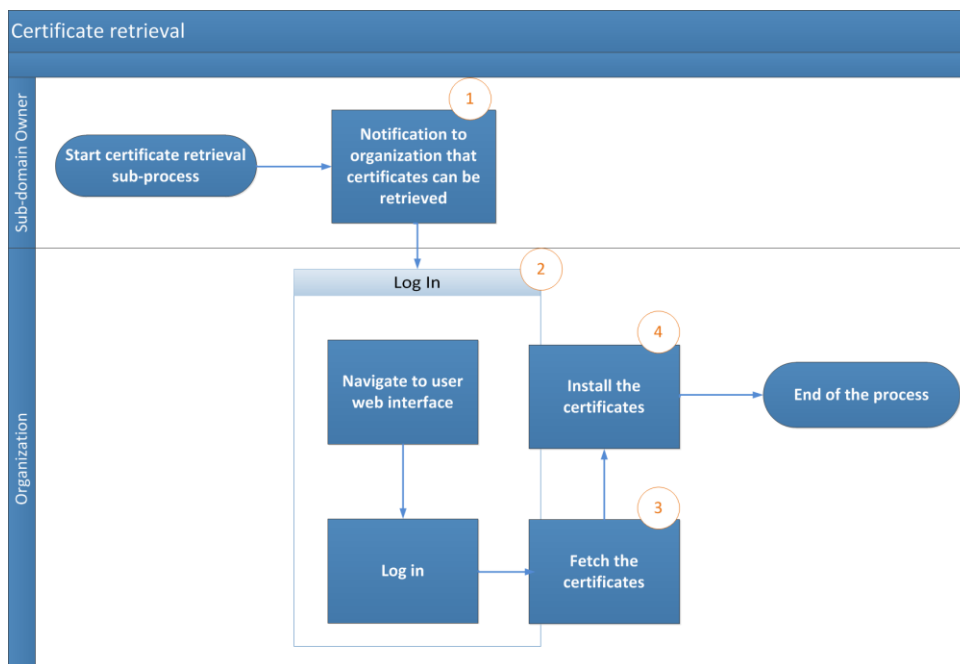 Certificate retrieval
Sub-domain Owner
1
Start certificate retrieval
sub-process
Notification to
organization that
certificates can be
retrieved
Organization
Log In
2
Navigate to user
web interface
Log in
3
Fetch the
certificates
4
Install the
certificates
End of the process